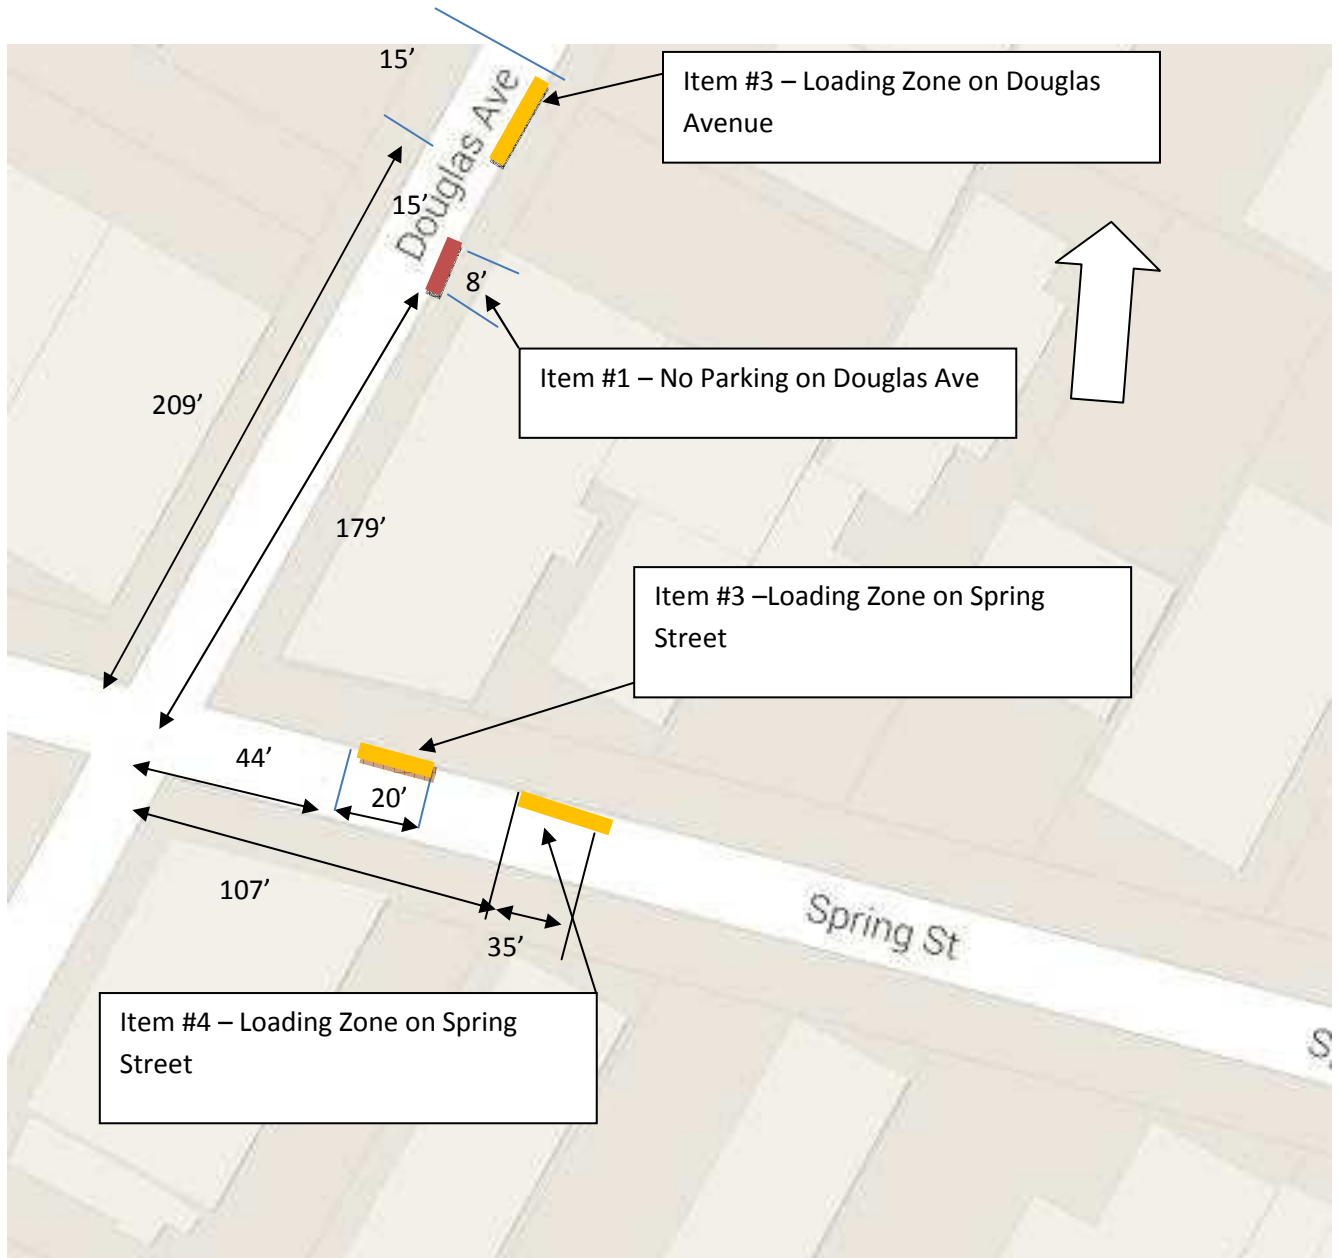 15’
Item #3 – Loading Zone on Douglas
Avenue
Douglas Ave
15’
8’
Item #1 – No Parking on Douglas Ave
209’
179’
Item #3 –Loading Zone on Spring
Street
44’
20’
107’
35’
Spring St
Item #4 – Loading Zone on Spring
Street